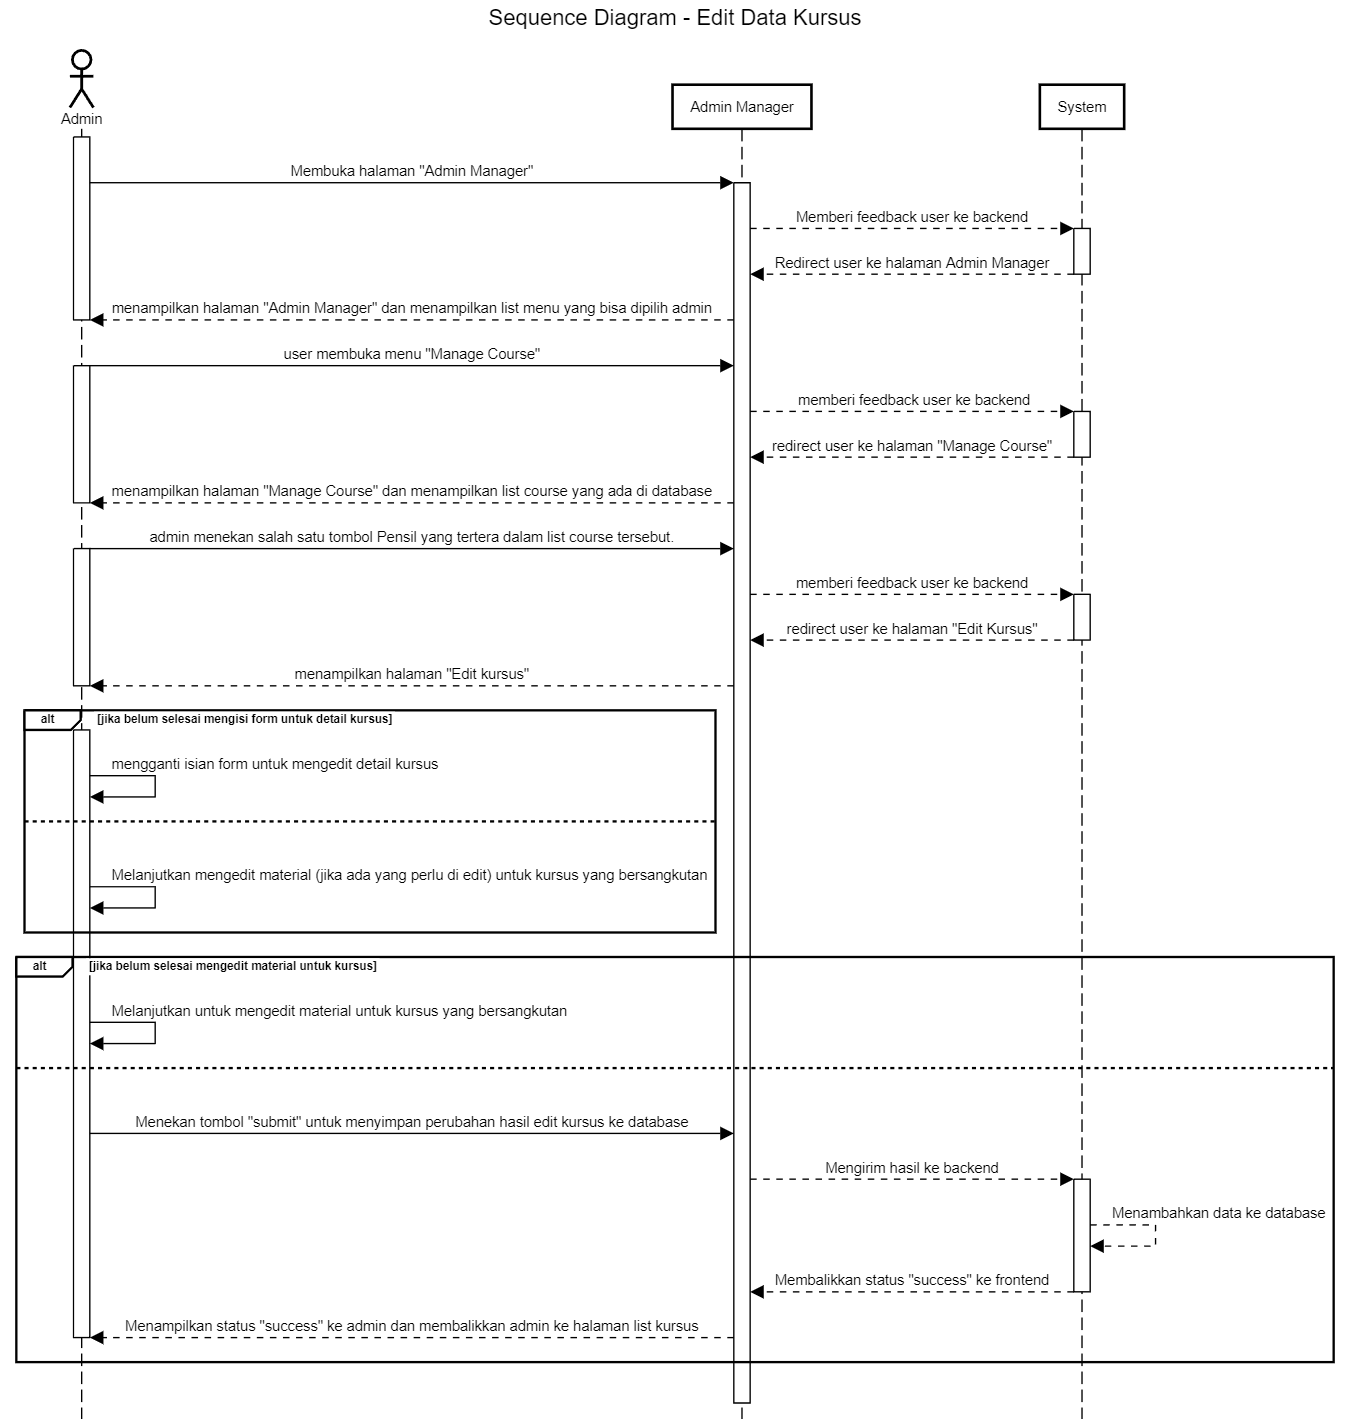 Sequence Diagram - Edit Data Kursus
Admin
Admin Manager
System
Membuka halaman "Admin Manager"
Memberi feedback user ke backend
Redirect user ke halaman Admin Manager
menampilkan halaman "Admin Manager" dan menampilkan list menu yang bisa dipilih admin
user membuka menu "Manage Course"
memberi feedback user ke backend
redirect user ke halaman "Manage Course"
menampilkan halaman "Manage Course" dan menampilkan list course yang ada di database
admin menekan salah satu tombol Pensil yang tertera dalam list course tersebut.
memberi feedback user ke backend
redirect user ke halaman "Edit Kursus"
menampilkan halaman "Edit kursus"
alt [jika belum selesai mengisi form untuk detail kursus]
mengganti isian form untuk mengedit detail kursus
Melanjutkan mengedit material (jika ada yang perlu di edit) untuk kursus yang bersangkutan
alt [jika belum selesai mengedit material untuk kursus]
Melanjutkan untuk mengedit material untuk kursus yang bersangkutan
Menekan tombol "submit" untuk menyimpan perubahan hasil edit kursus ke database
Mengirim hasil ke backend
Menambahkan data ke database
Membalikkan status "success" ke frontend
Menampilkan status "success" ke admin dan membalikkan admin ke halaman list kursus